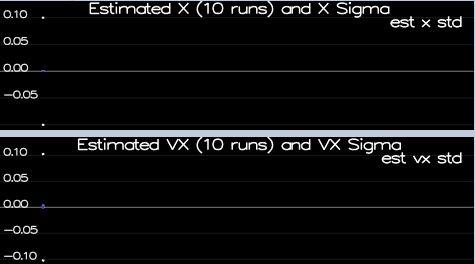 Estimated X (10 runs) and X Sigma
0.10
est x std
0.05
0.00
−0.05
Estimated VX (10 runs) and VX Sigma
0.10
est vx std
0.05
0.00
−0.05
−0.10